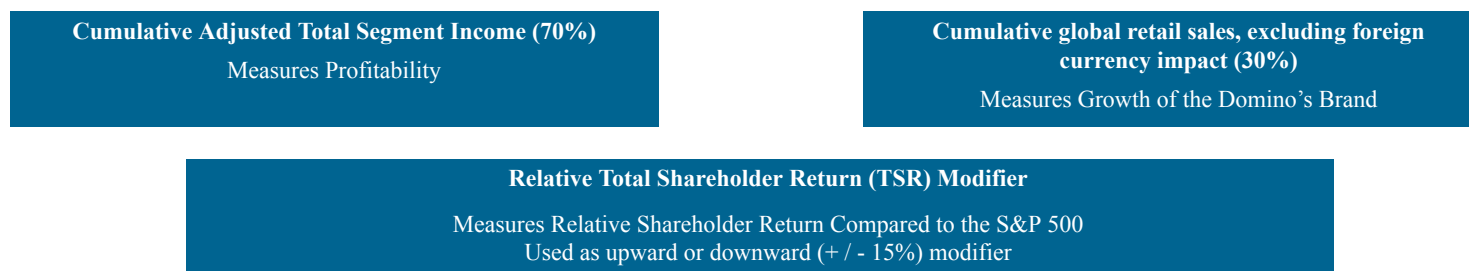 Cumulative Adjusted Total Segment Income (70%)
Measures Profitability
Cumulative global retail sales, excluding foreign
currency impact (30%)
Measures Growth of the Domino’s Brand
Relative Total Shareholder Return (TSR) Modifier
Measures Relative Shareholder Return Compared to the S&P 500
Used as upward or downward (+ / - 15%) modifier